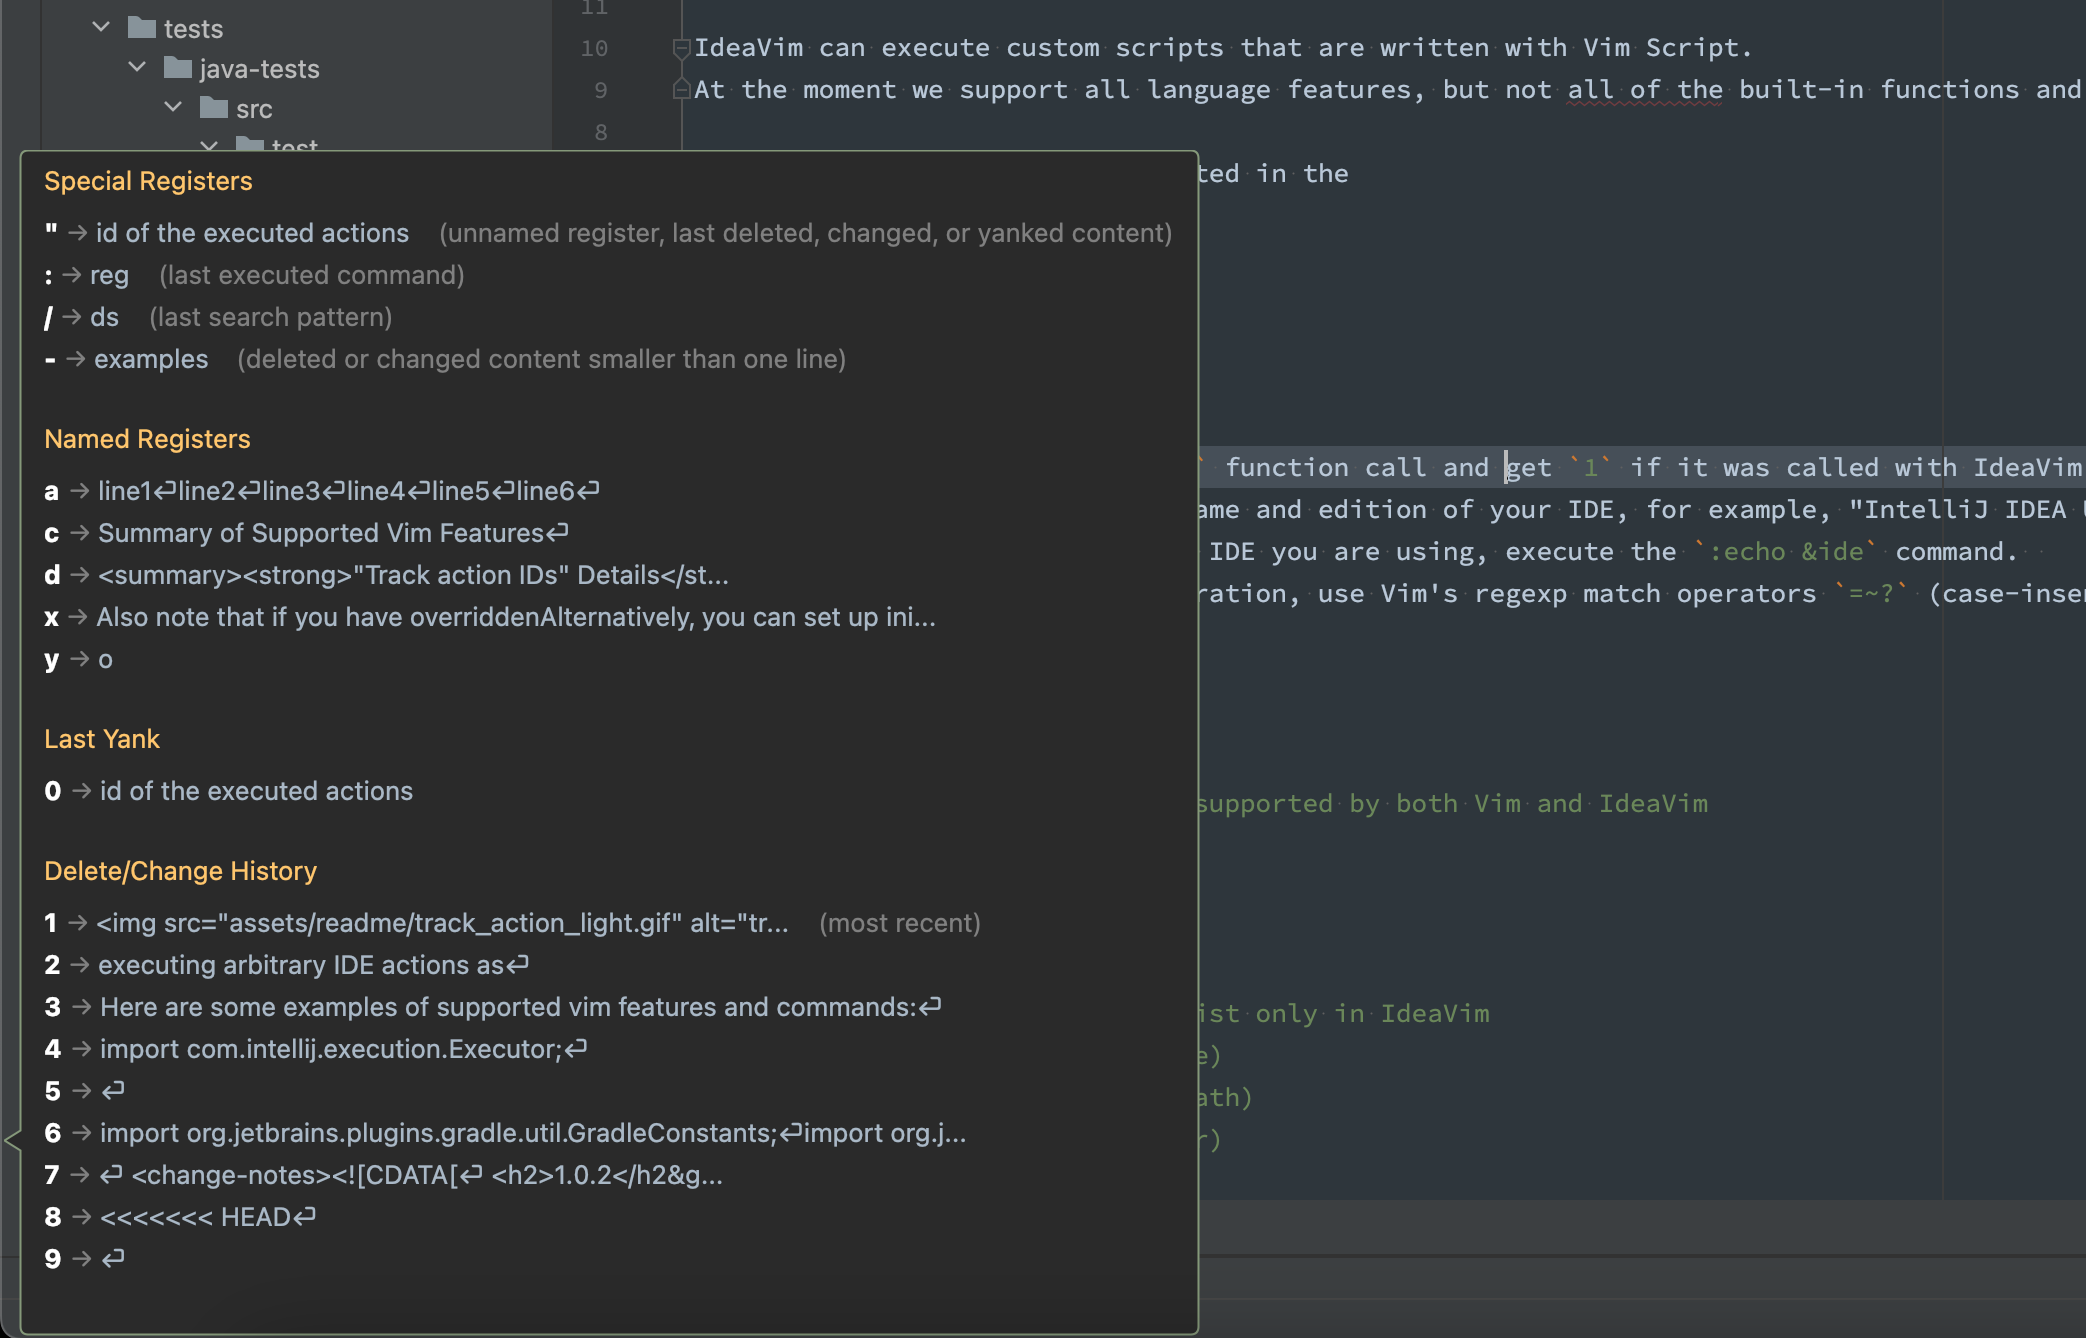 tests
java-tests
src
test
11
10 IdeaVim can execute custom scripts that are written with Vim Script.
9 At the moment we support all language features, but not all of the built-in functions and
8
ted in the
` function call and get `1` if it was called with IdeaVim
ame and edition of your IDE, for example, "IntelliJ IDEA
IDE you are using, execute the `:echo &ide` command.
ration, use Vim's regexp match operators `=~?` (case-inse
supported by both Vim and IdeaVim
ist only in IdeaVim
e)
ath)
r)
Special Registers
" → id of the executed actions (unnamed register, last deleted, changed, or yanked content)
: → reg (last executed command)
/ → ds (last search pattern)
- → examples (deleted or changed content smaller than one line)
Named Registers
a → line1⏎line2⏎line3⏎line4⏎line5⏎line6⏎
c → Summary of Supported Vim Features⏎
d → <summary><strong>"Track action IDs" Details</st...
x → Also note that if you have overriddenAlternatively, you can set up ini...
y → o
Last Yank
0 → id of the executed actions
Delete/Change History
1 → <img src="assets/readme/track_action_light.gif" alt="tr... (most recent)
2 → executing arbitrary IDE actions as⏎
3 → Here are some examples of supported vim features and commands:⏎
4 → import com.intellij.execution.Executor;⏎
5 → ⏎
6 → import org.jetbrains.plugins.gradle.util.GradleConstants;⏎import org.j...
7 → ⏎ <change-notes><![CDATA[⏎ <h2>1.0.2</h2&g...
8 → <<<<<<< HEAD⏎
9 → ⏎